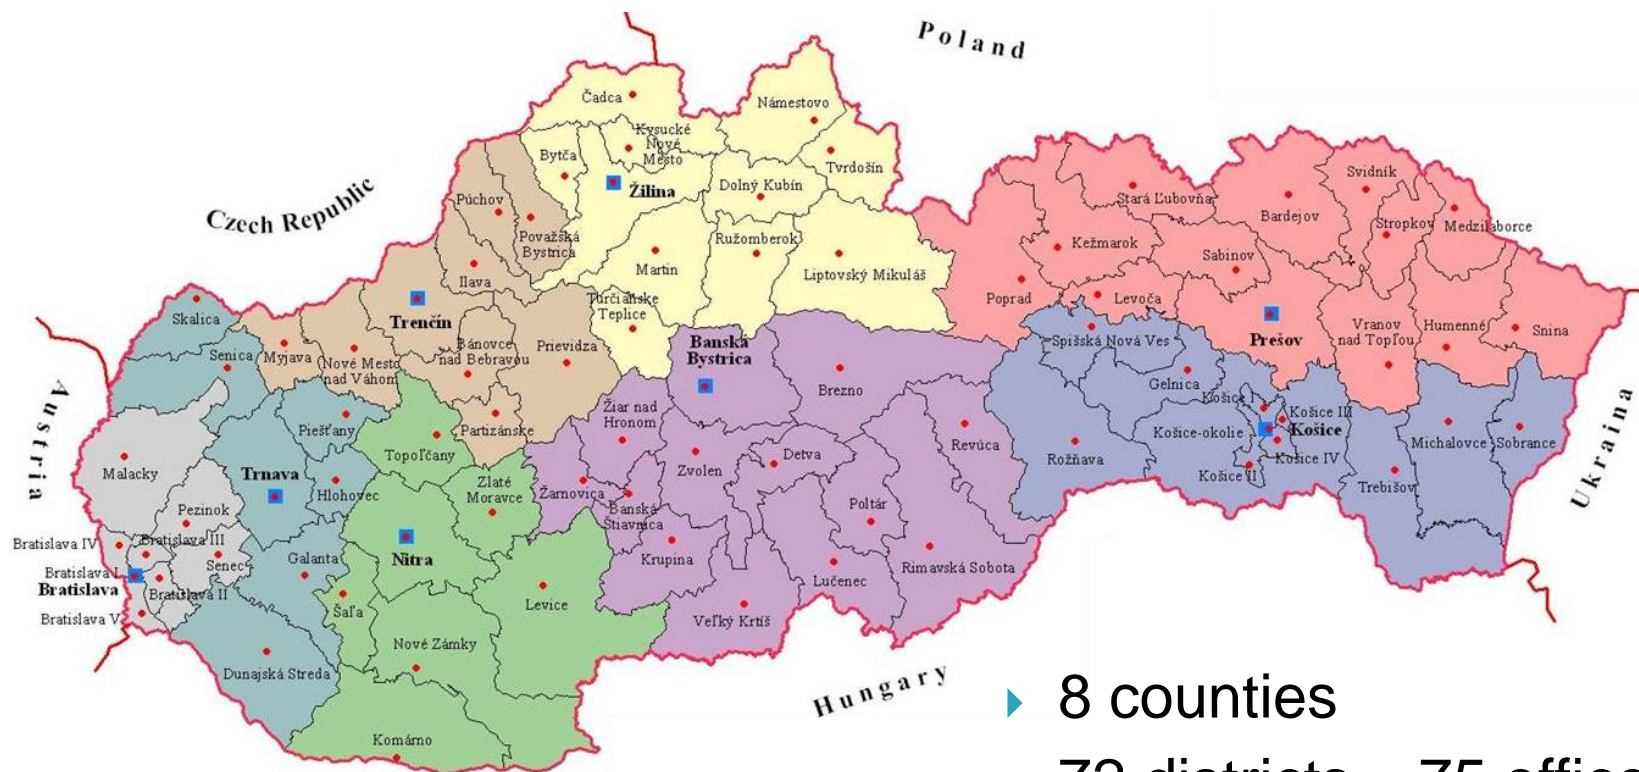 Poland
Czech Republic
Austria
Ukraina
Hungary
Čadca
Kysucké
Nové
Mesto
Námestovo
Bytča
Tvrdošín
Žilina
Dolný Kubín
Púchov
Považská
Bystrica
Ružomberok
Martin
Liptovský Mikuláš
Ilava
Turčianske
Teplice
Trenčín
Stará Ľubovňa
Bardejov
Svidník
Stropkov
Medzilaborce
Kežmarok
Sabinov
Poprad
Levoča
Prešov
Vranov
nad Topľou
Humenné
Snina
Skalica
Senica
Myjava
Nové Mesto
nad Váhom
Bánovce
nad Bebravou
Prievidza
Partizánske
Banská
Bystrica
Brezno
Spišská Nová Ves
Gelnica
Košice I
Košice III
Košice-okolie
Košice
Košice IV
Košice II
Rožňava
Michalovce
Sobrance
Trebišov
Malacky
Piešťany
Topoľčany
Trnava
Hlohovec
Zlaté
Moravce
Žiar nad
Hronom
Žarnovica
Zvolen
Detva
Revúca
Banská
Štiavnica
Poltár
Pezinok
Bratislava IV
Bratislava III
Bratislava I
Bratislava
Senec
Bratislava II
Bratislava V
Galanta
Nitra
Šaľa
Levice
Krupina
Lučenec
Rimavská Sobota
Veľký Krtíš
Nové Zámky
Dunajská Streda
Komárno
8 counties